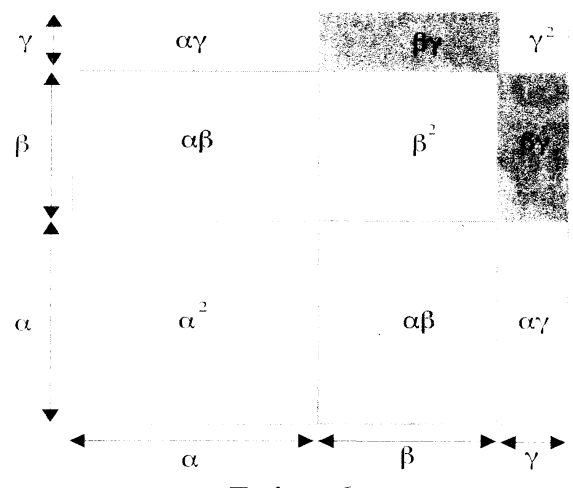 γ αγ βγ γ²
β αβ β² βγ
α α² αβ αγ
α β γ